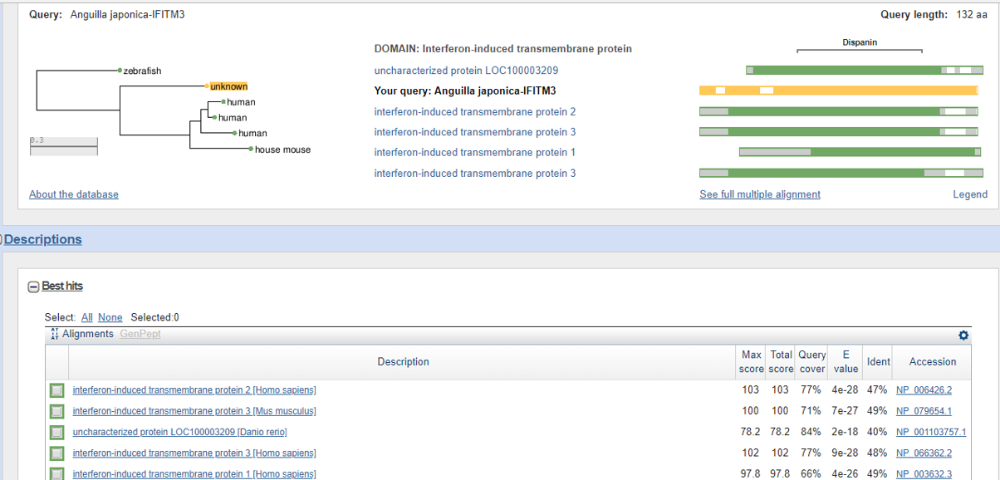 Query: Anguilla japonica-IFITM3
Query length: 132 aa
Dispanin
DOMAIN: Interferon-induced transmembrane protein
zebrafish
uncharacterized protein LOC100003209
unknown
Your query: Anguilla japonica-IFITM3
human
interferon-induced transmembrane protein 2
human
human
interferon-induced transmembrane protein 3
0.3
house mouse
interferon-induced transmembrane protein 1
interferon-induced transmembrane protein 3
About the database
See full multiple alignment
Legend
Descriptions
Best hits
Select: All None Selected:0
Alignments GenPept
Description Max score Total score Query cover E value Ident Accession
interferon-induced transmembrane protein 2 [Homo sapiens] 103 103 77% 4e-28 47% NP_006426.2
interferon-induced transmembrane protein 3 [Mus musculus] 100 100 71% 7e-27 49% NP_079654.1
uncharacterized protein LOC100003209 [Danio rerio] 78.2 78.2 84% 2e-18 40% NP_001103757.1
interferon-induced transmembrane protein 3 [Homo sapiens] 102 102 77% 9e-28 48% NP_066362.2
interferon-induced transmembrane protein 1 [Homo sapiens] 97.8 97.8 66% 4e-26 49% NP_003632.3